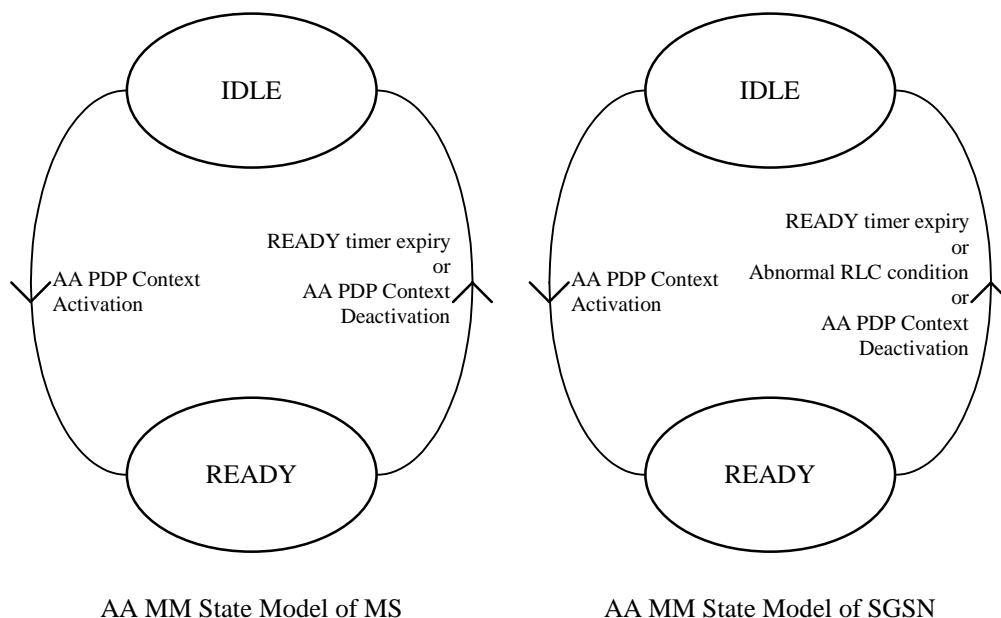 IDLE
READY timer expiry
or
AA PDP Context
Deactivation
AA PDP Context
Activation
READY
AA MM State Model of MS
IDLE
READY timer expiry
or
Abnormal RLC condition
or
AA PDP Context
Deactivation
AA PDP Context
Activation
READY
AA MM State Model of SGSN